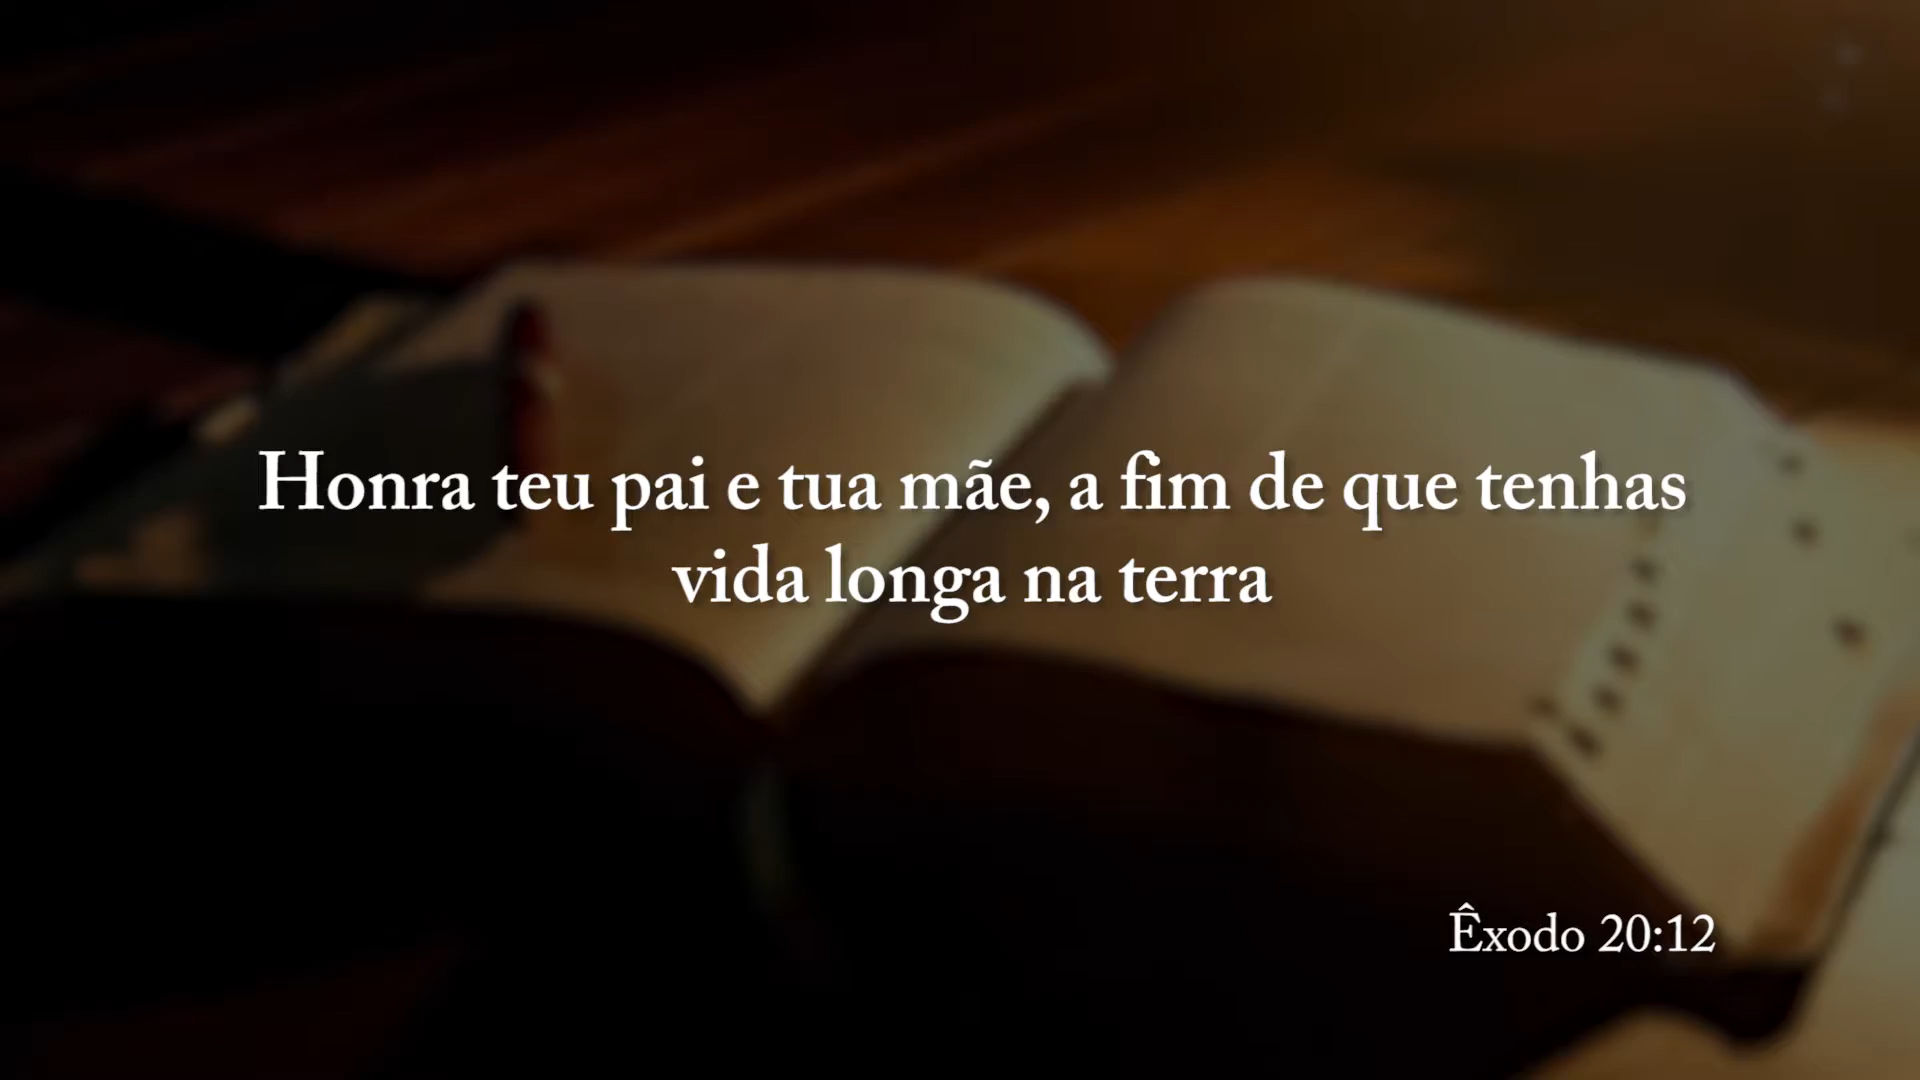 Honra teu pai e tua mãe, a fim de que tenhas
vida longa na terra
Êxodo 20:12